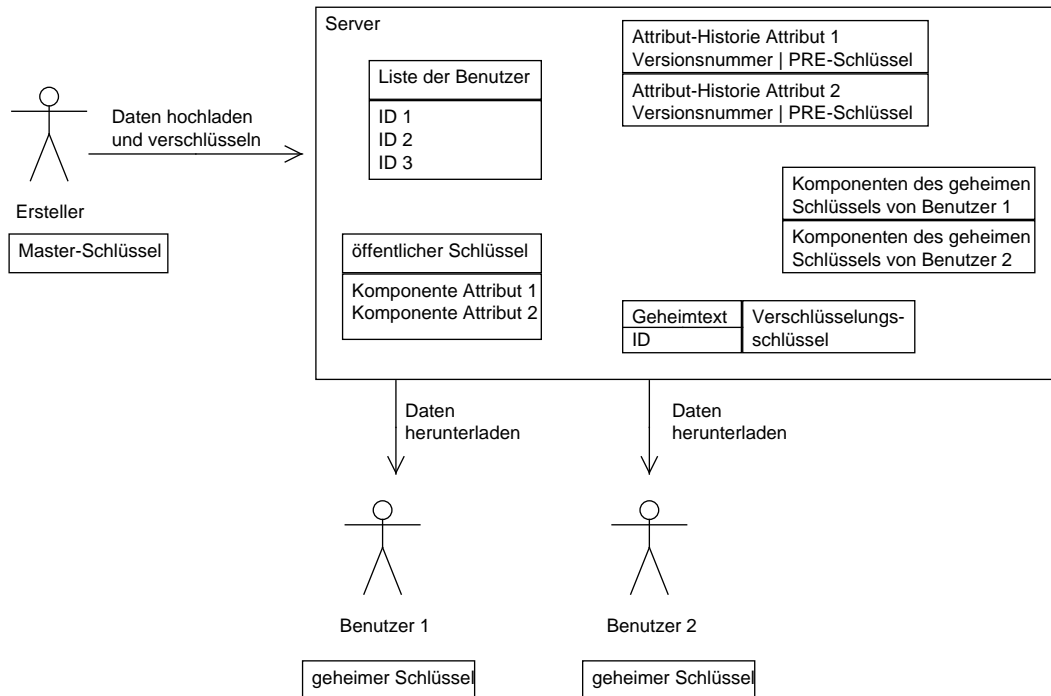 Server
Attribut-Historie Attribut 1
Versionsnummer | PRE-Schlüssel
Attribut-Historie Attribut 2
Versionsnummer | PRE-Schlüssel
Liste der Benutzer
ID 1
ID 2
ID 3
Daten hochladen
und verschlüsseln
Ersteller
Master-Schlüssel
Komponenten des geheimen
Schlüssels von Benutzer 1
Komponenten des geheimen
Schlüssels von Benutzer 2
öffentlicher Schlüssel
Komponente Attribut 1
Komponente Attribut 2
Geheimtext
ID
Verschlüsselungs-
schlüssel
Daten
herunterladen
Daten
herunterladen
Benutzer 1
geheimer Schlüssel
Benutzer 2
geheimer Schlüssel